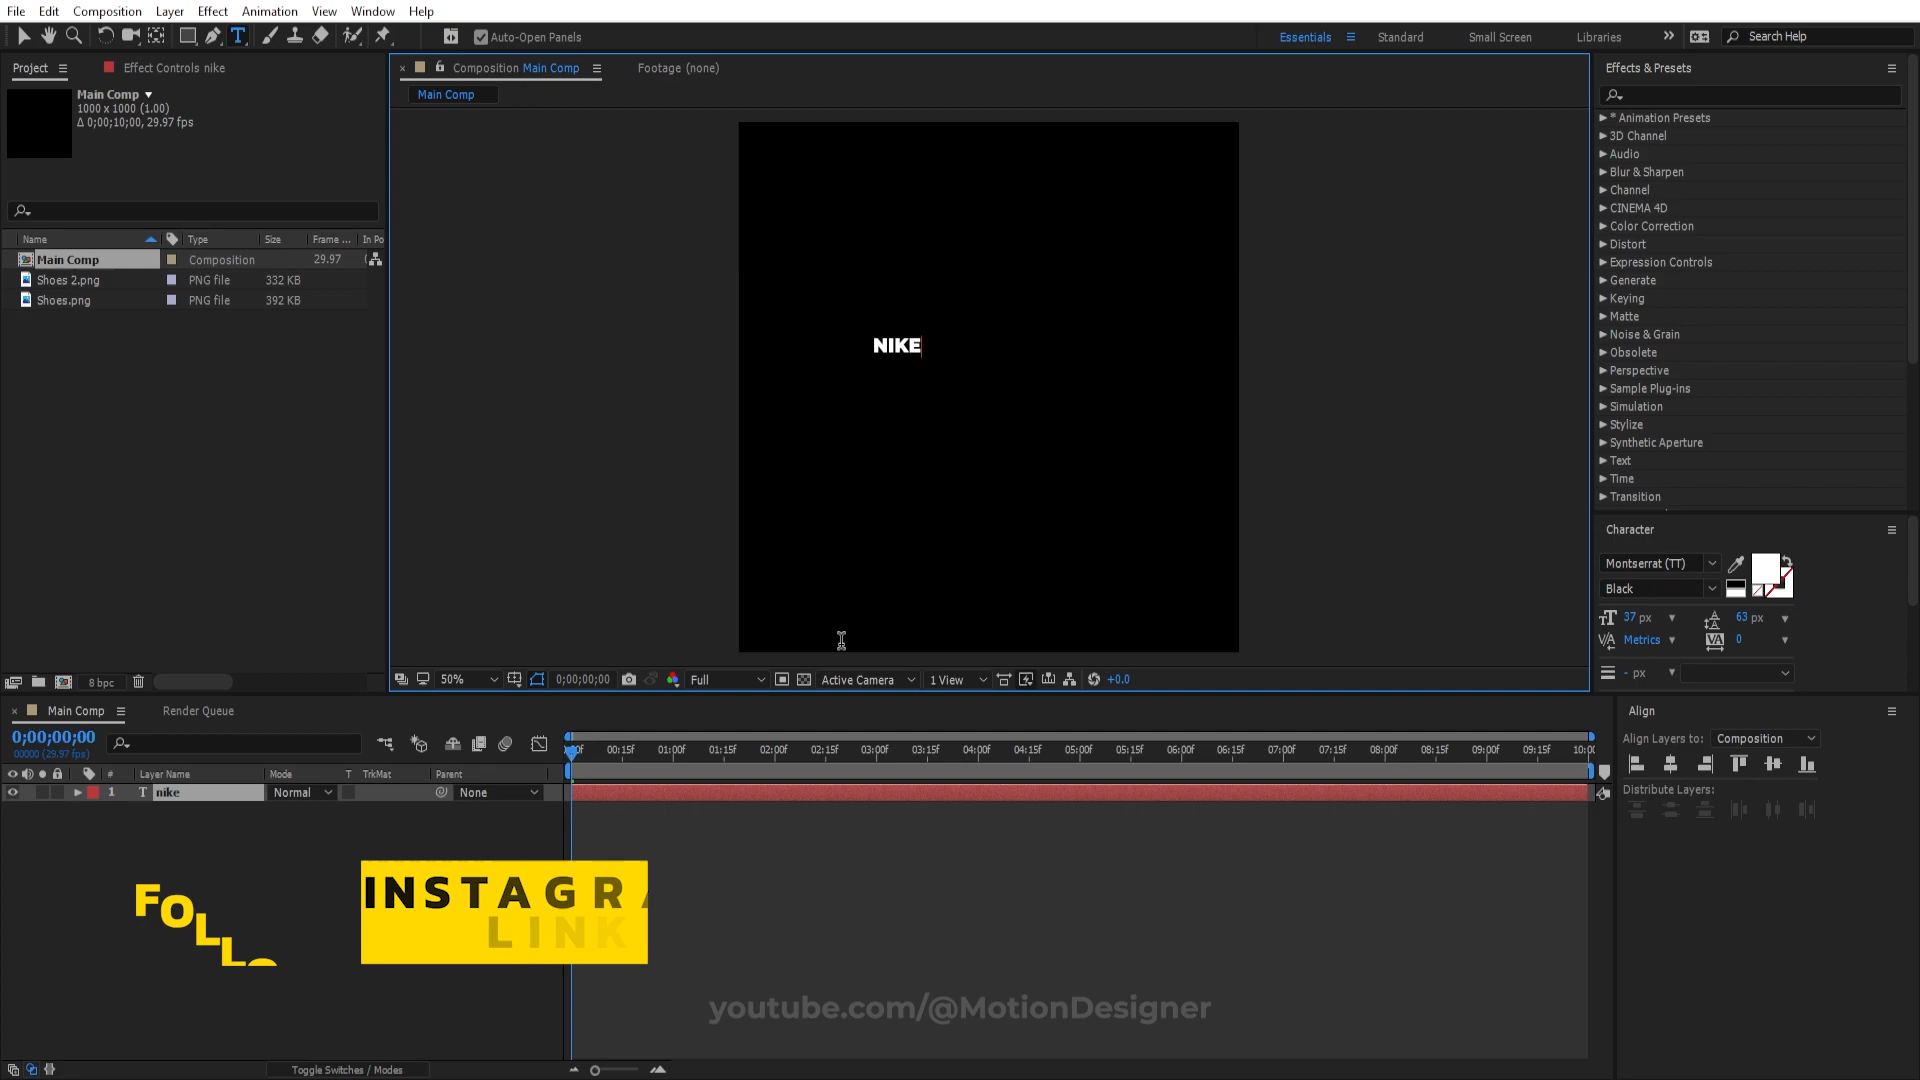 File Edit Composition Layer Effect Animation View Window Help
Auto-Open Panels
Essentials Standard Small Screen Libraries Search Help
Project Effect Controls nike
Main Comp
1000 x 1000 (1.00)
Δ 0;00;10;00, 29.97 fps
Name Type Size Frame ... In Po
Main Comp Composition 29.97
Shoes 2.png PNG file 332 KB
Shoes.png PNG file 392 KB
8 bpc
Composition Main Comp Footage (none)
Main Comp
NIKE
50% 0;00;00;00 Full Active Camera 1 View +0.0
Effects & Presets
* Animation Presets
3D Channel
Audio
Blur & Sharpen
Channel
CINEMA 4D
Color Correction
Distort
Expression Controls
Generate
Keying
Matte
Noise & Grain
Obsolete
Perspective
Sample Plug-ins
Simulation
Stylize
Synthetic Aperture
Text
Time
Transition
Character
Montserrat (TT)
Black
37 px 63 px
Metrics 0
- px
Main Comp Render Queue
0;00;00;00
00000 (29.97 fps)
# Layer Name Mode T TrkMat Parent
1 T nike Normal None
00:15f 01:00f 01:15f 02:00f 02:15f 03:00f 03:15f 04:00f 04:15f 05:00f 05:15f 06:00f 06:15f 07:00f 07:15f 08:00f 08:15f 09:00f 09:15f 10:00
Align
Align Layers to: Composition
Distribute Layers:
FOLLO
INSTAGRA
LINK
youtube.com/@MotionDesigner
Toggle Switches / Modes